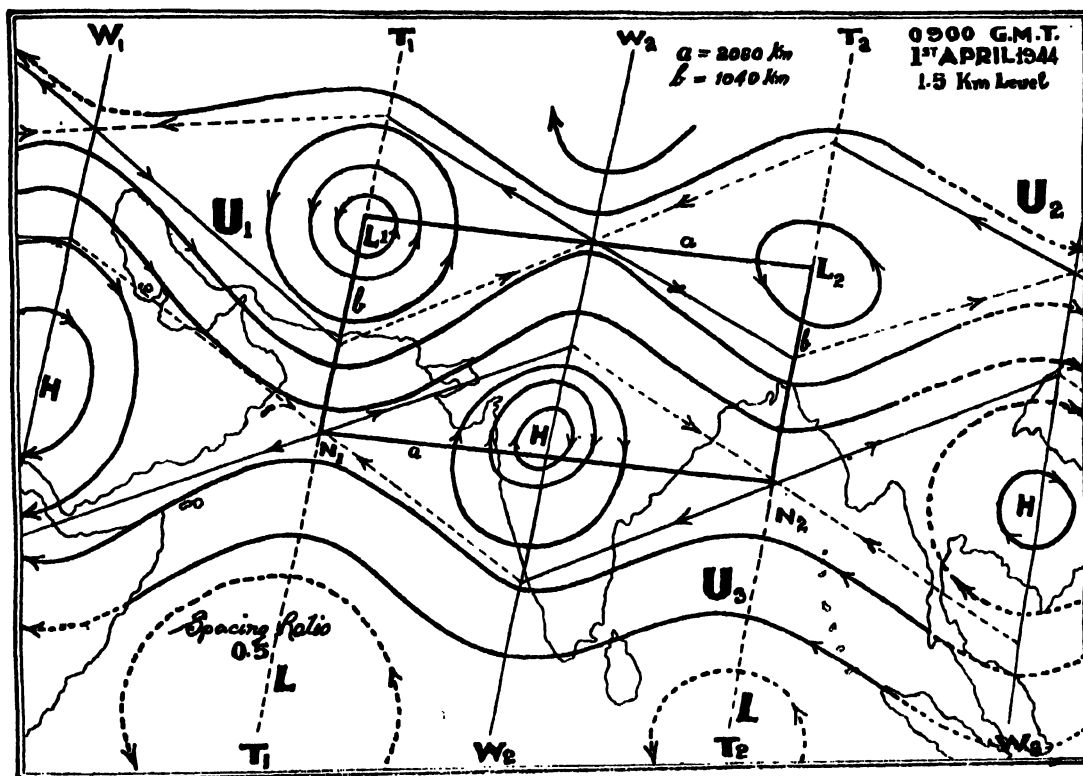 W₁
T₁
W₂
T₂
a = 2080 Km
b = 1040 Km
0900 G.M.T.
1ST APRIL 1944
1.5 Km Level
U₁
U₂
L₁
a
L₂
b
b
H
H
N₁
a
N₂
H
U₃
Spacing Ratio
0.5
L
L
T₁
W₂
T₂
W₃